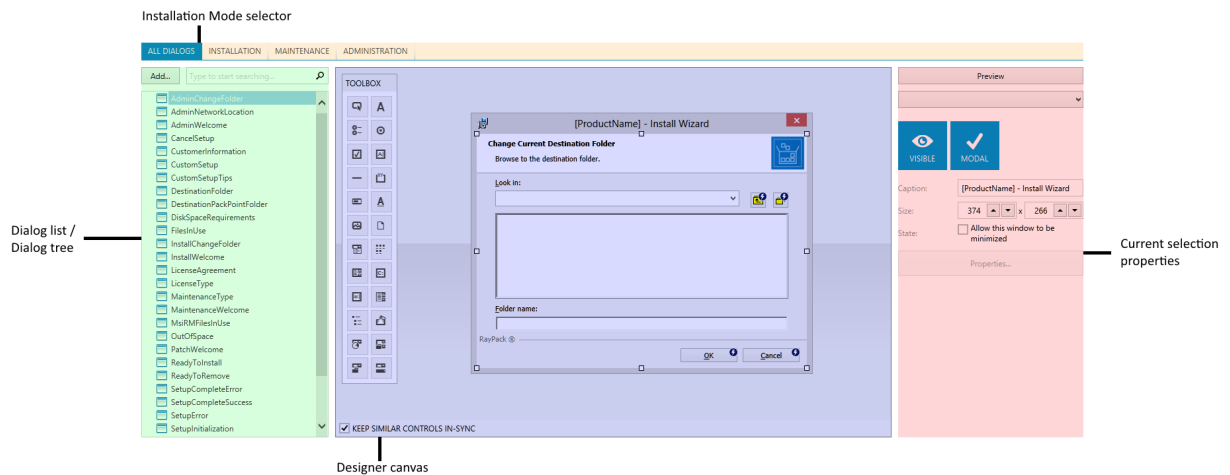 Installation Mode selector
ALL DIALOGS INSTALLATION MAINTENANCE ADMINISTRATION
Add... Type to start searching...
AdminChangeFolder
AdminNetworkLocation
AdminWelcome
CancelSetup
CustomerInformation
CustomSetup
CustomSetupTips
DestinationFolder
DestinationPackPointFolder
DiskSpaceRequirements
FilesInUse
InstallChangeFolder
InstallWelcome
LicenseAgreement
LicenseType
MaintenanceType
MaintenanceWelcome
MsiRMFilesInUse
OutOfSpace
PatchWelcome
ReadyToInstall
ReadyToRemove
SetupCompleteError
SetupCompleteSuccess
SetupError
SetupInitialization
Dialog list /
Dialog tree
TOOLBOX
[ProductName] - Install Wizard
Change Current Destination Folder
Browse to the destination folder.
Look in:
Folder name:
RayPack ®
OK Cancel
KEEP SIMILAR CONTROLS IN-SYNC
Designer canvas
Preview
VISIBLE MODAL
Caption: [ProductName] - Install Wizard
Size: 374 x 266
State: Allow this window to be
minimized
Properties...
Current selection
properties